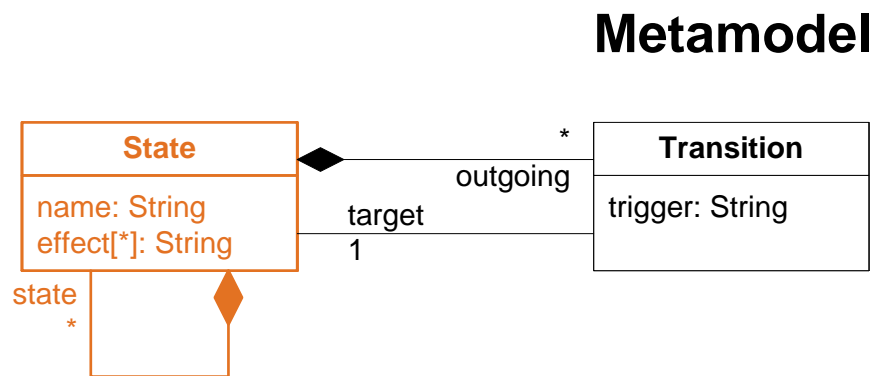 Metamodel
State
name: String
effect[*]: String
state
*
*
outgoing
target
1
Transition
trigger: String